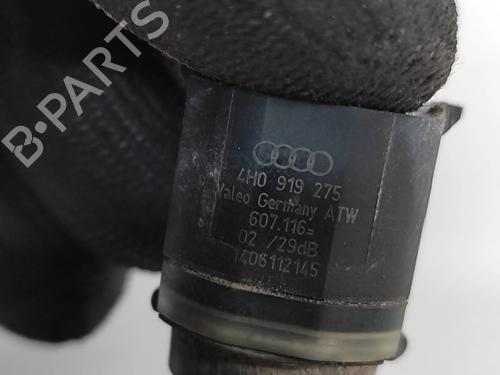 B-PARTS
4H0 919 275
Valeo Germany ATW
607.116=
02 /29dB
1406112145